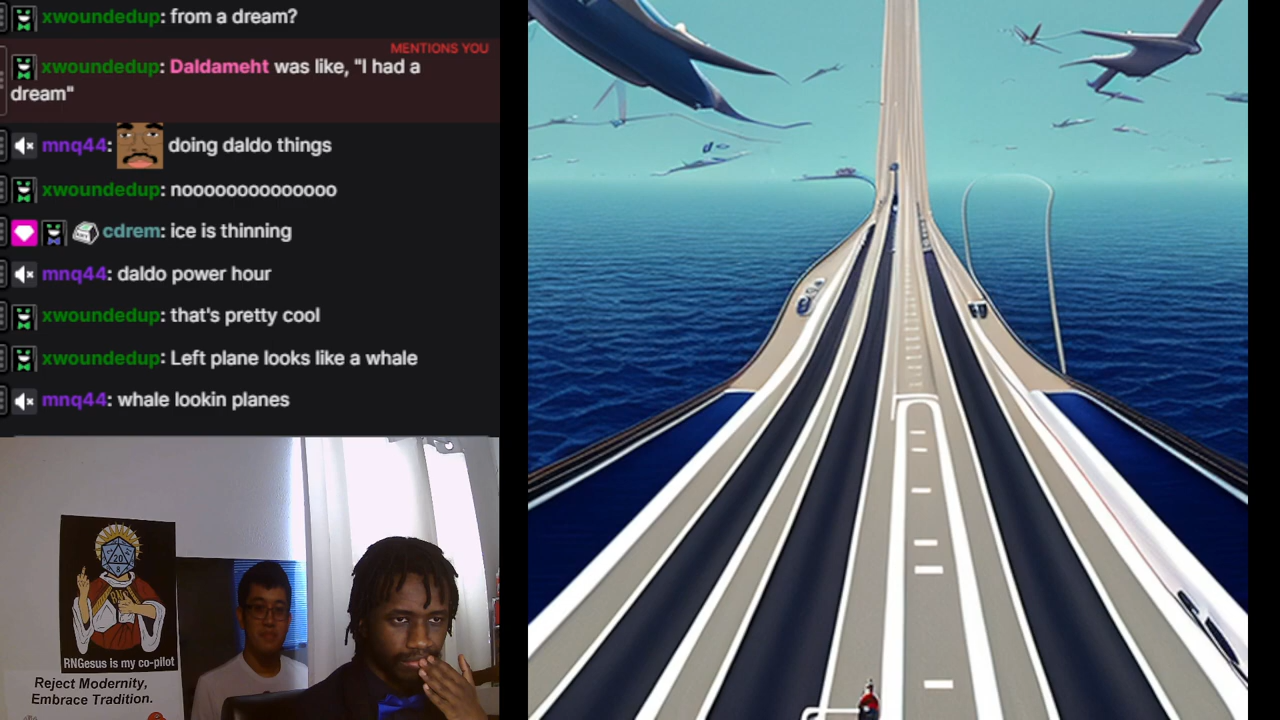 xwoundedup: from a dream?
MENTIONS YOU
xwoundedup: Daldameht was like, "I had a
dream"
mnq44: doing daldo things
xwoundedup: noooooooooooooo
cdrem: ice is thinning
mnq44: daldo power hour
xwoundedup: that's pretty cool
xwoundedup: Left plane looks like a whale
mnq44: whale lookin planes
20
RNGesus is my co-pilot
Reject Modernity,
Embrace Tradition.